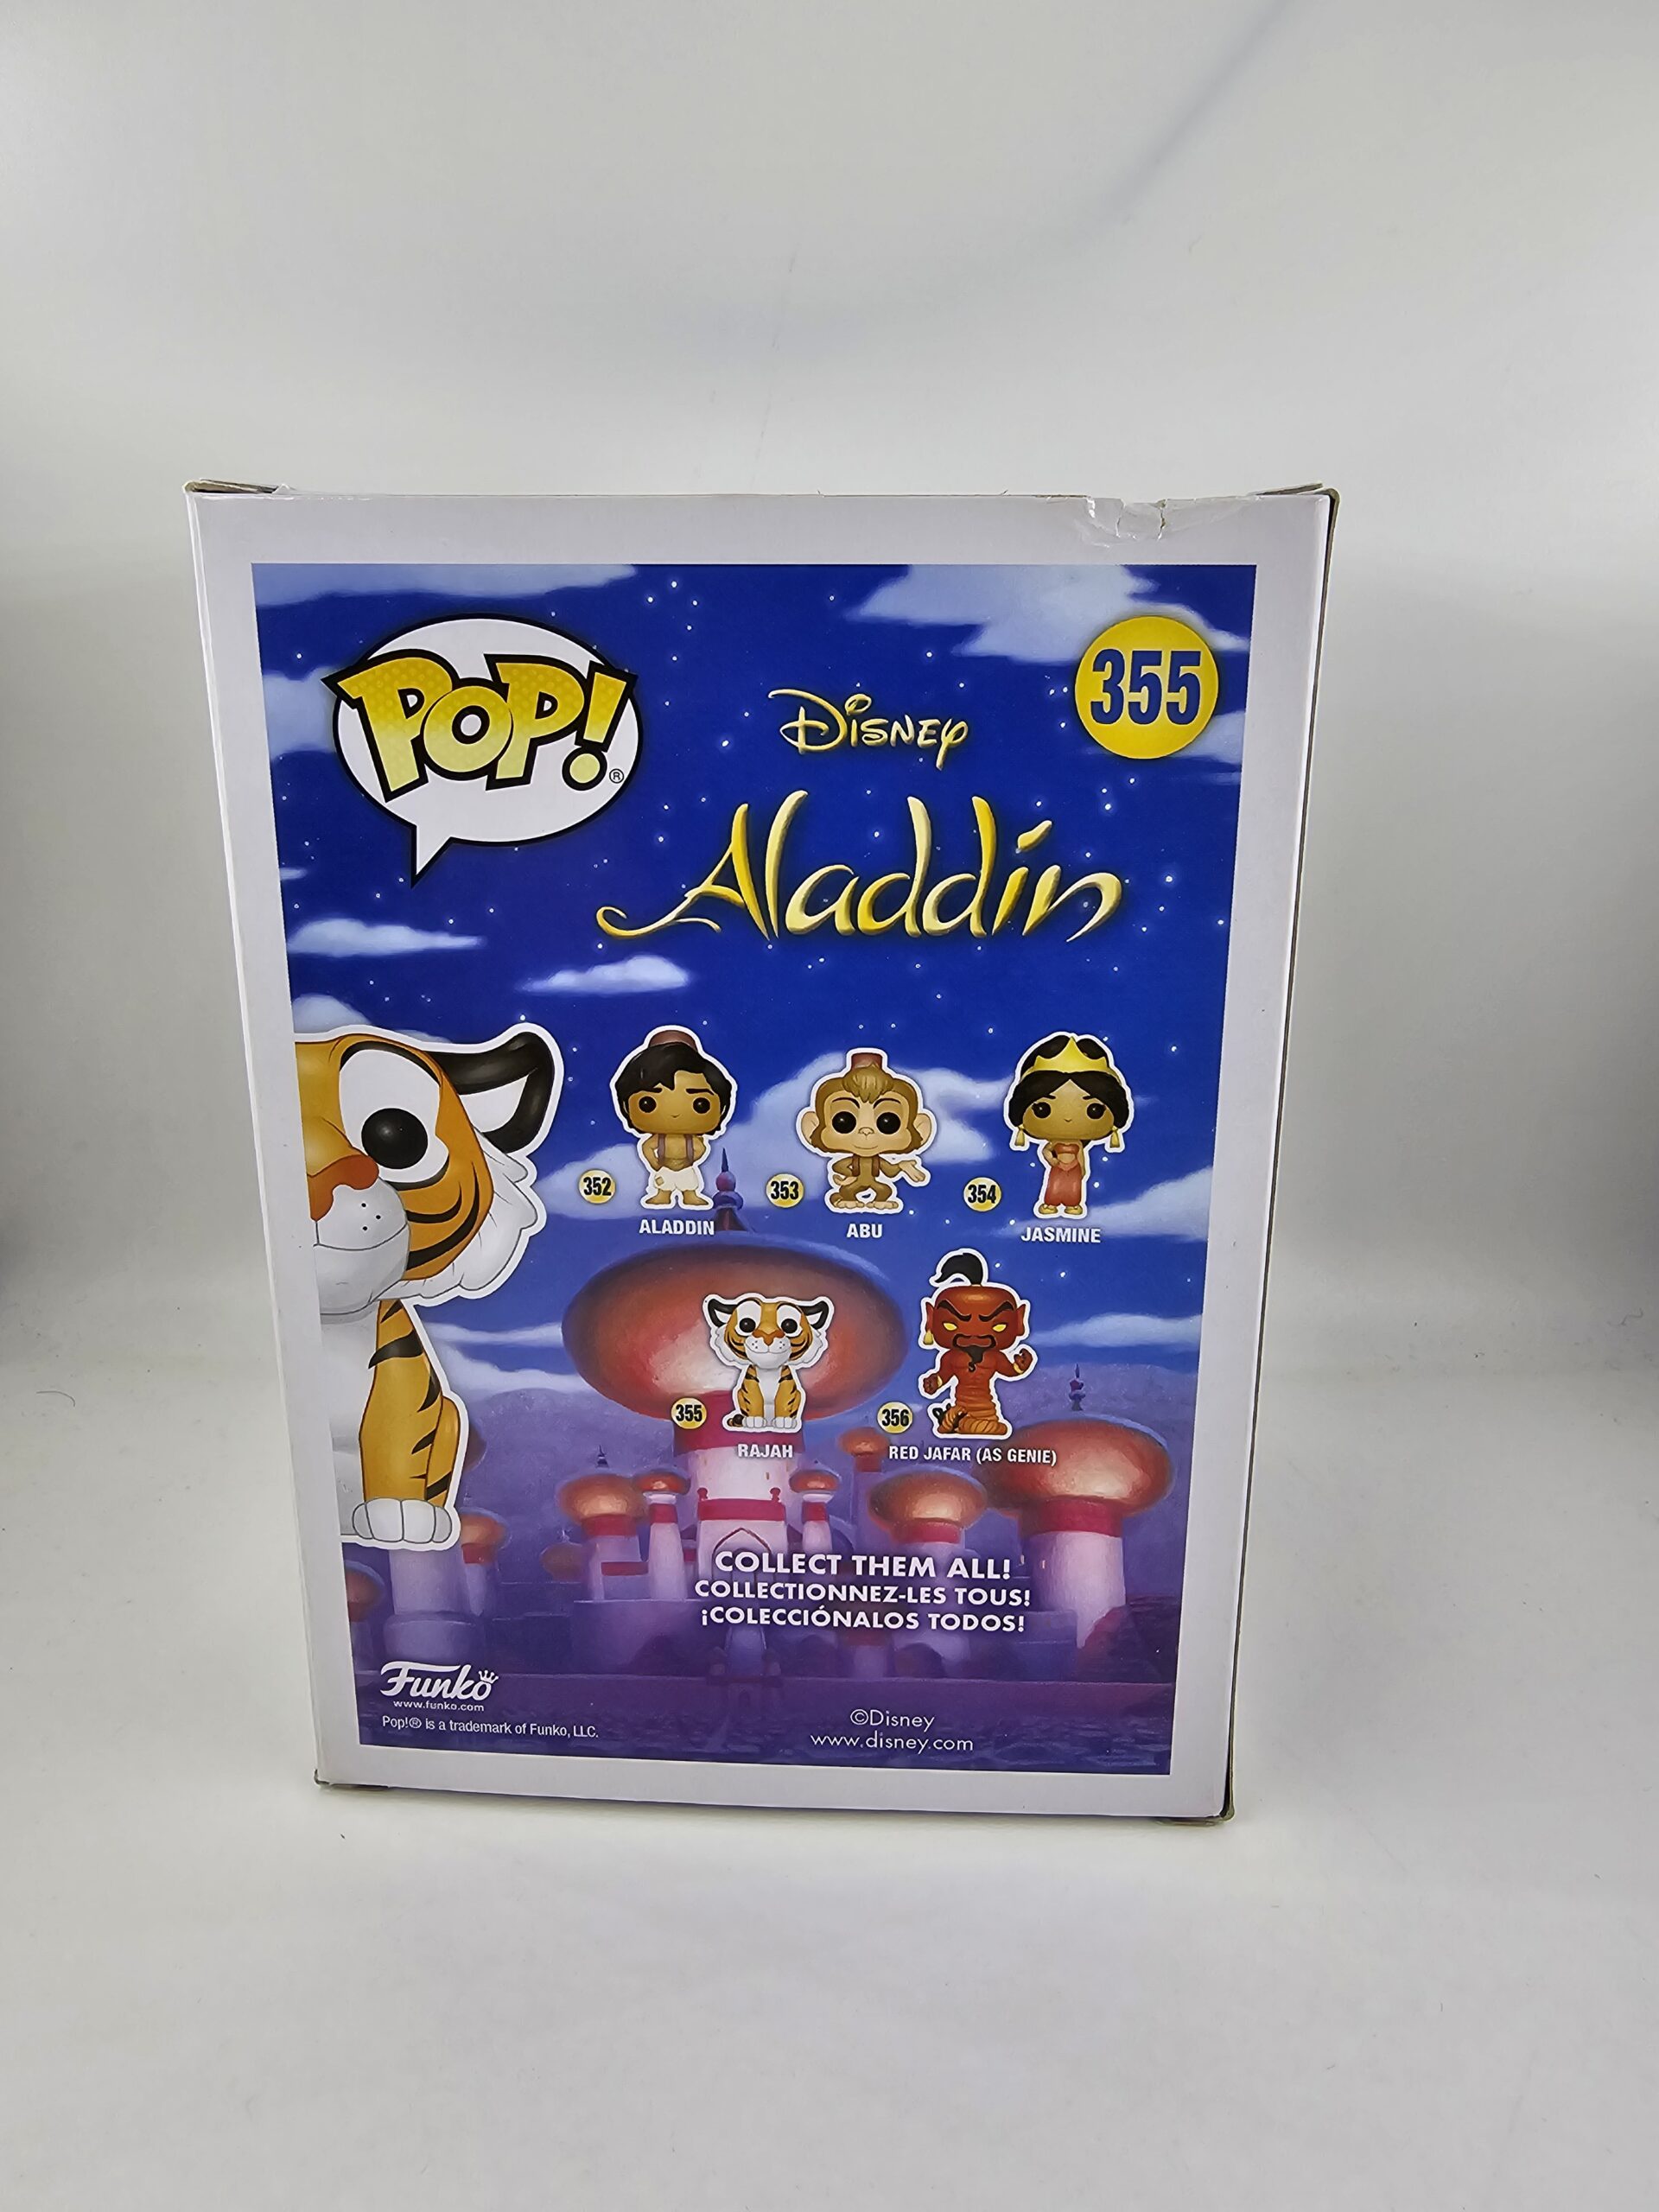 POP!®
355
Disney
Aladdin
352
ALADDIN
353
ABU
354
JASMINE
355
RAJAH
356
RED JAFAR (AS GENIE)
COLLECT THEM ALL!
COLLECTIONNEZ-LES TOUS!
¡COLECCIÓNALOS TODOS!
Funko
www.funko.com
Pop!® is a trademark of Funko, LLC.
©Disney
www.disney.com